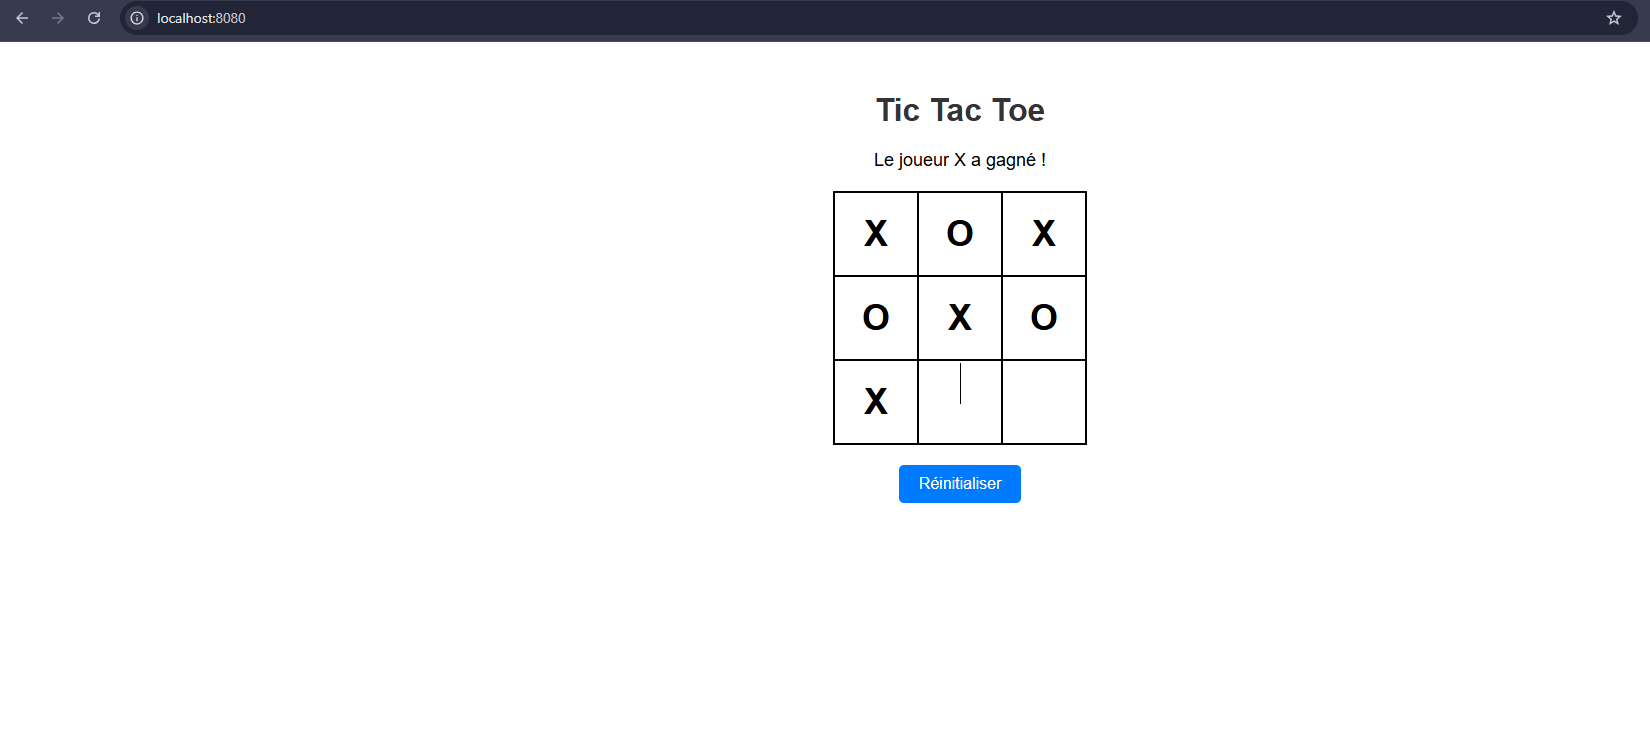 localhost:8080
Tic Tac Toe
Le joueur X a gagné !
X O X
O X O
X
Réinitialiser